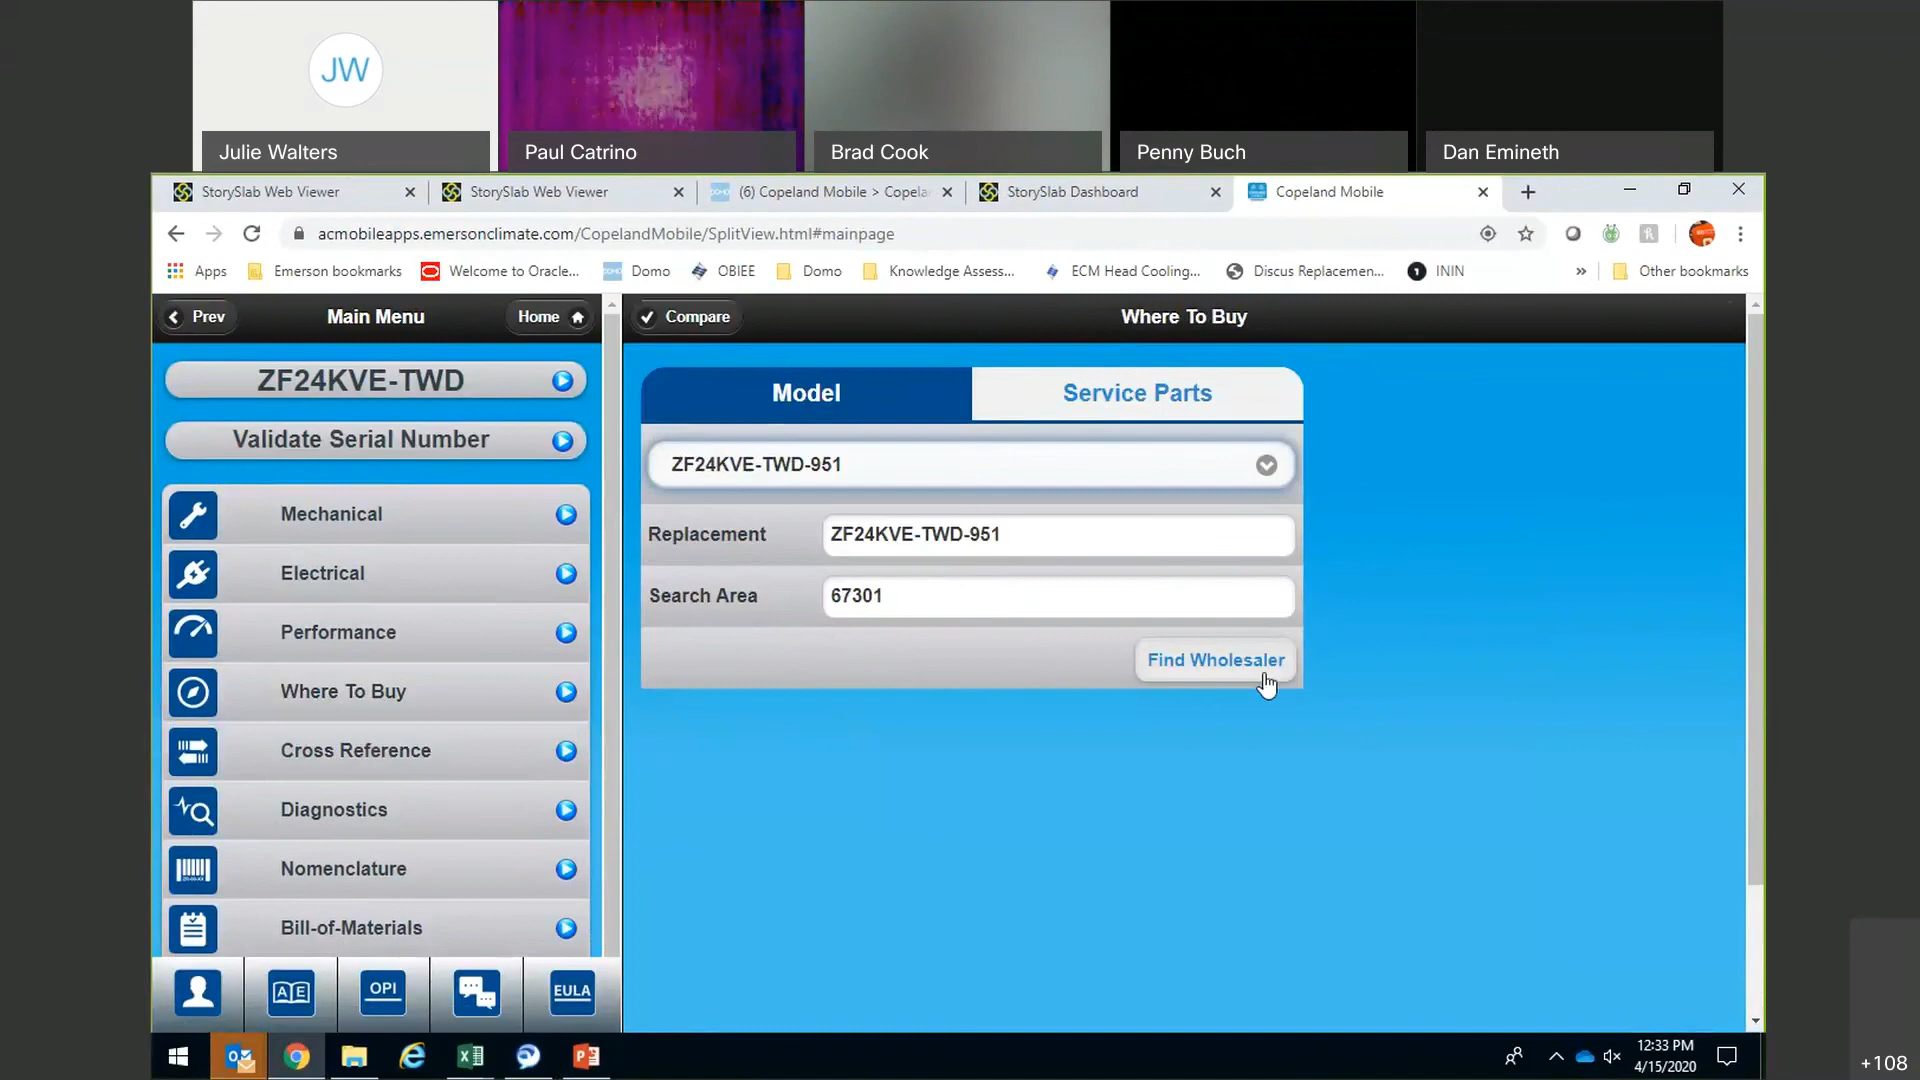 JW
Julie Walters
Paul Catrino
Brad Cook
Penny Buch
Dan Emineth
StorySlab Web Viewer
StorySlab Web Viewer
(6) Copeland Mobile > Copela
StorySlab Dashboard
Copeland Mobile
acmobileapps.emersonclimate.com/CopelandMobile/SplitView.html#mainpage
Apps
Emerson bookmarks
Welcome to Oracle...
DOMO
Domo
OBIEE
Domo
Knowledge Assess...
ECM Head Cooling...
Discus Replacemen...
ININ
»
Other bookmarks
Prev
Main Menu
Home
Compare
Where To Buy
ZF24KVE-TWD
Validate Serial Number
Mechanical
Electrical
Performance
Where To Buy
Cross Reference
Diagnostics
Nomenclature
Bill-of-Materials
Model
Service Parts
ZF24KVE-TWD-951
Replacement
ZF24KVE-TWD-951
Search Area
67301
Find Wholesaler
AE
OPI
EULA
12:33 PM
4/15/2020
+108